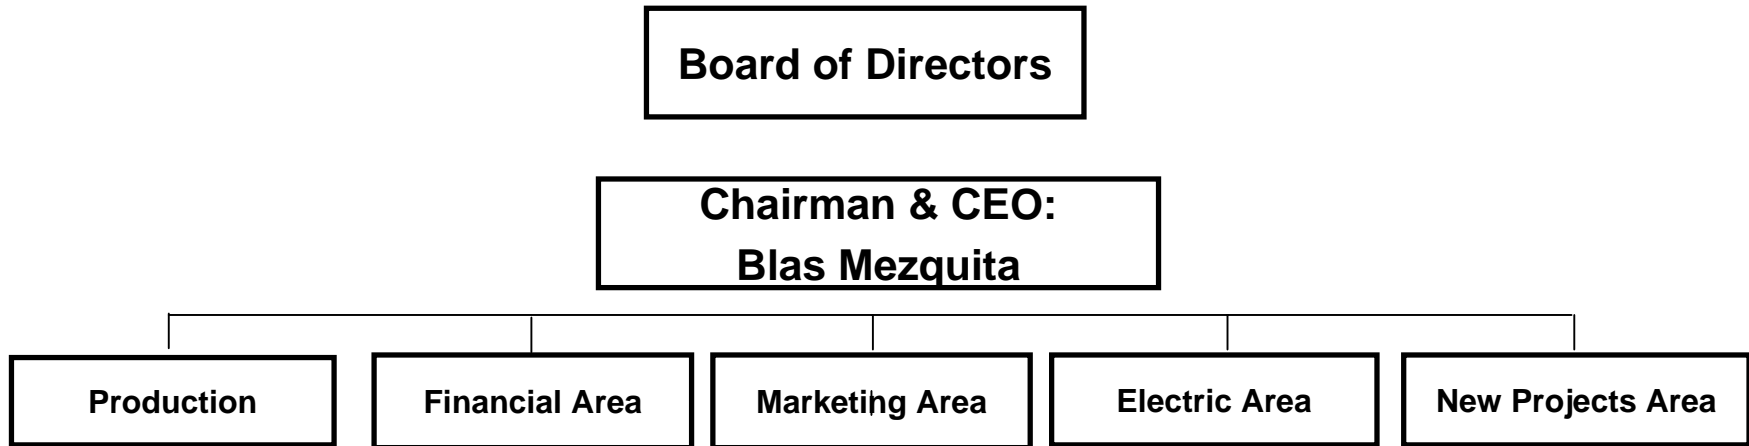 Board of Directors
Chairman & CEO:
Blas Mezquita
Production
Financial Area
Marketing Area
Electric Area
New Projects Area